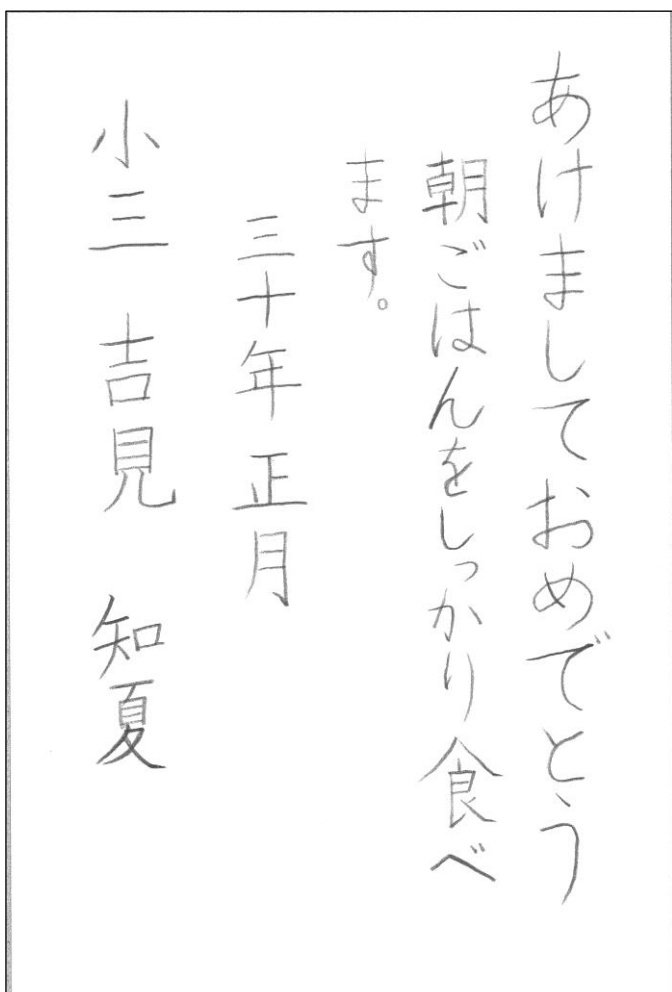 あけましておめでとう
朝ごはんをしっかり食べ
ます。
三十年 正月
小三 吉見 知夏